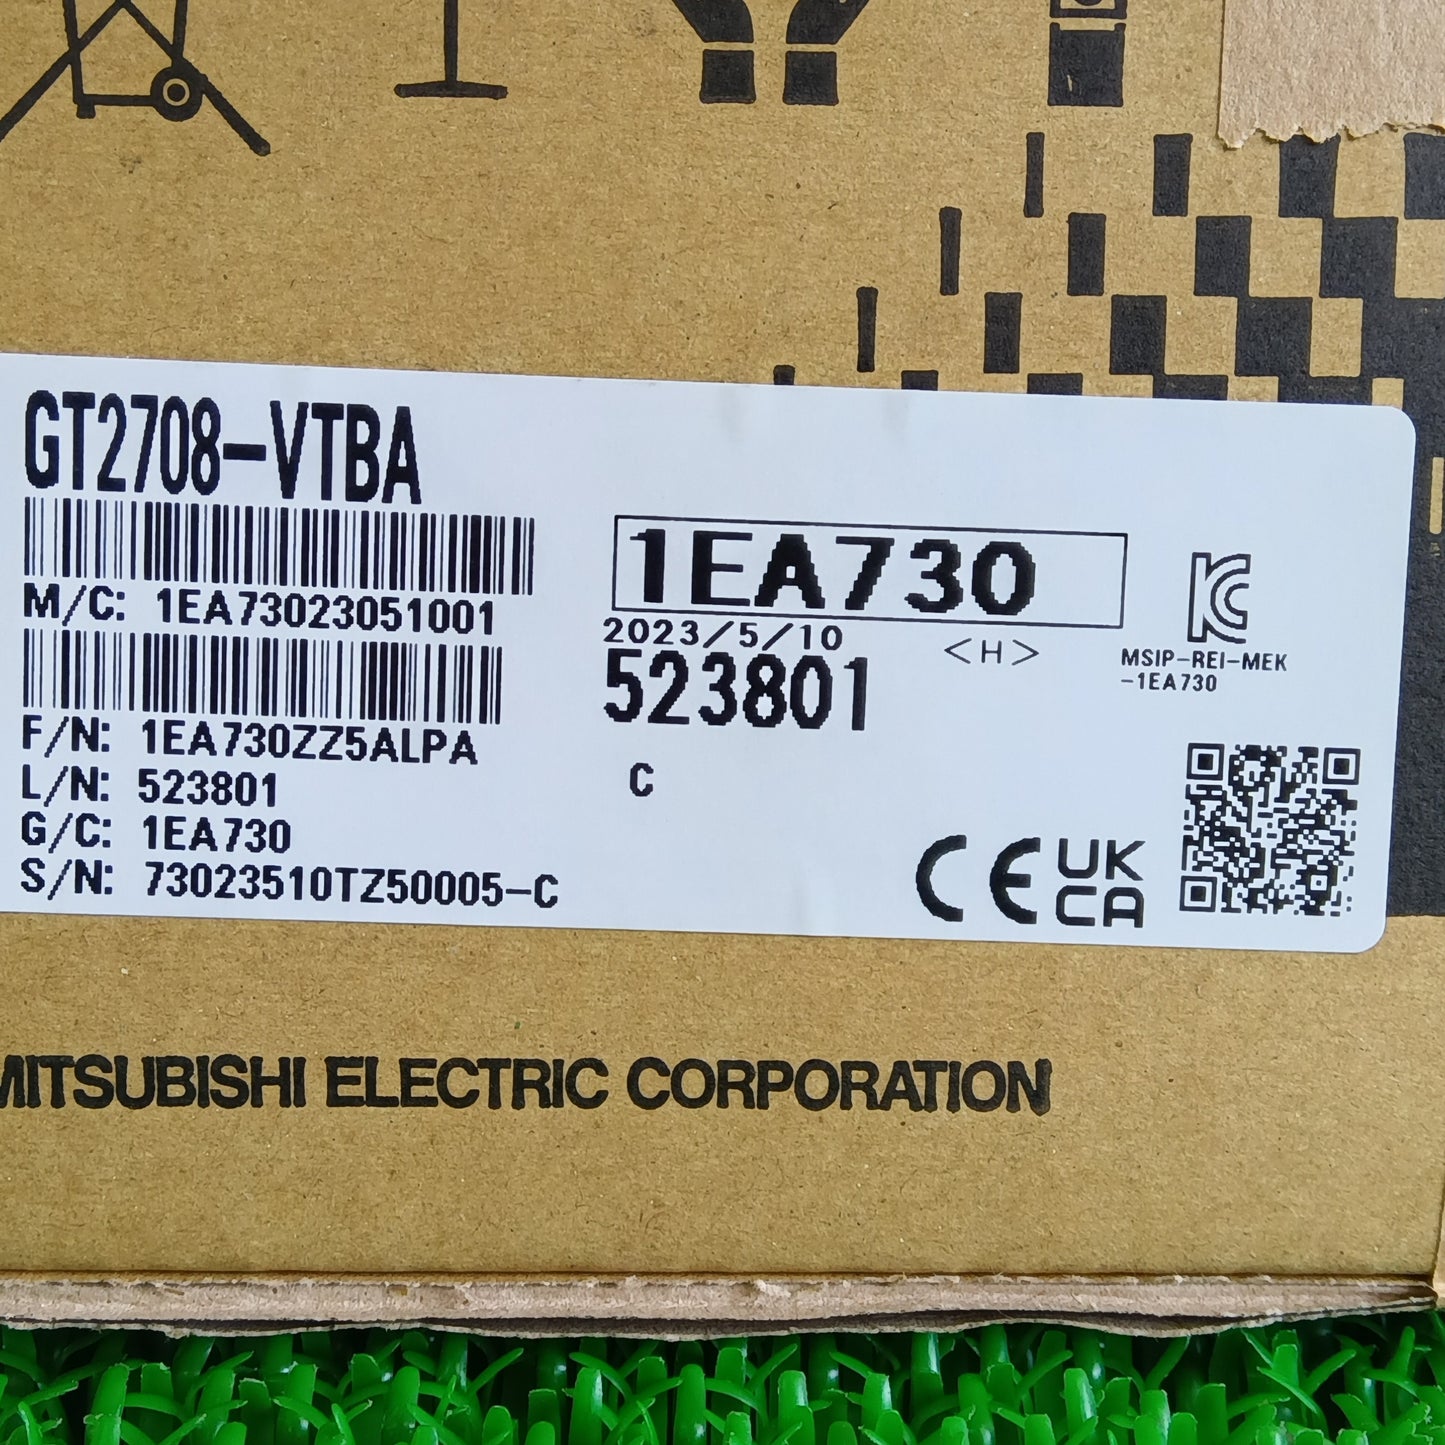 GT2708-VTBA
M/C: 1EA73023051001
F/N: 1EA730ZZ5ALPA
L/N: 523801
G/C: 1EA730
S/N: 73023510TZ50005-C
1EA730
2023/5/10 <H>
523801
C
MSIP-REI-MEK
-1EA730
CE UK
CA
MITSUBISHI ELECTRIC CORPORATION